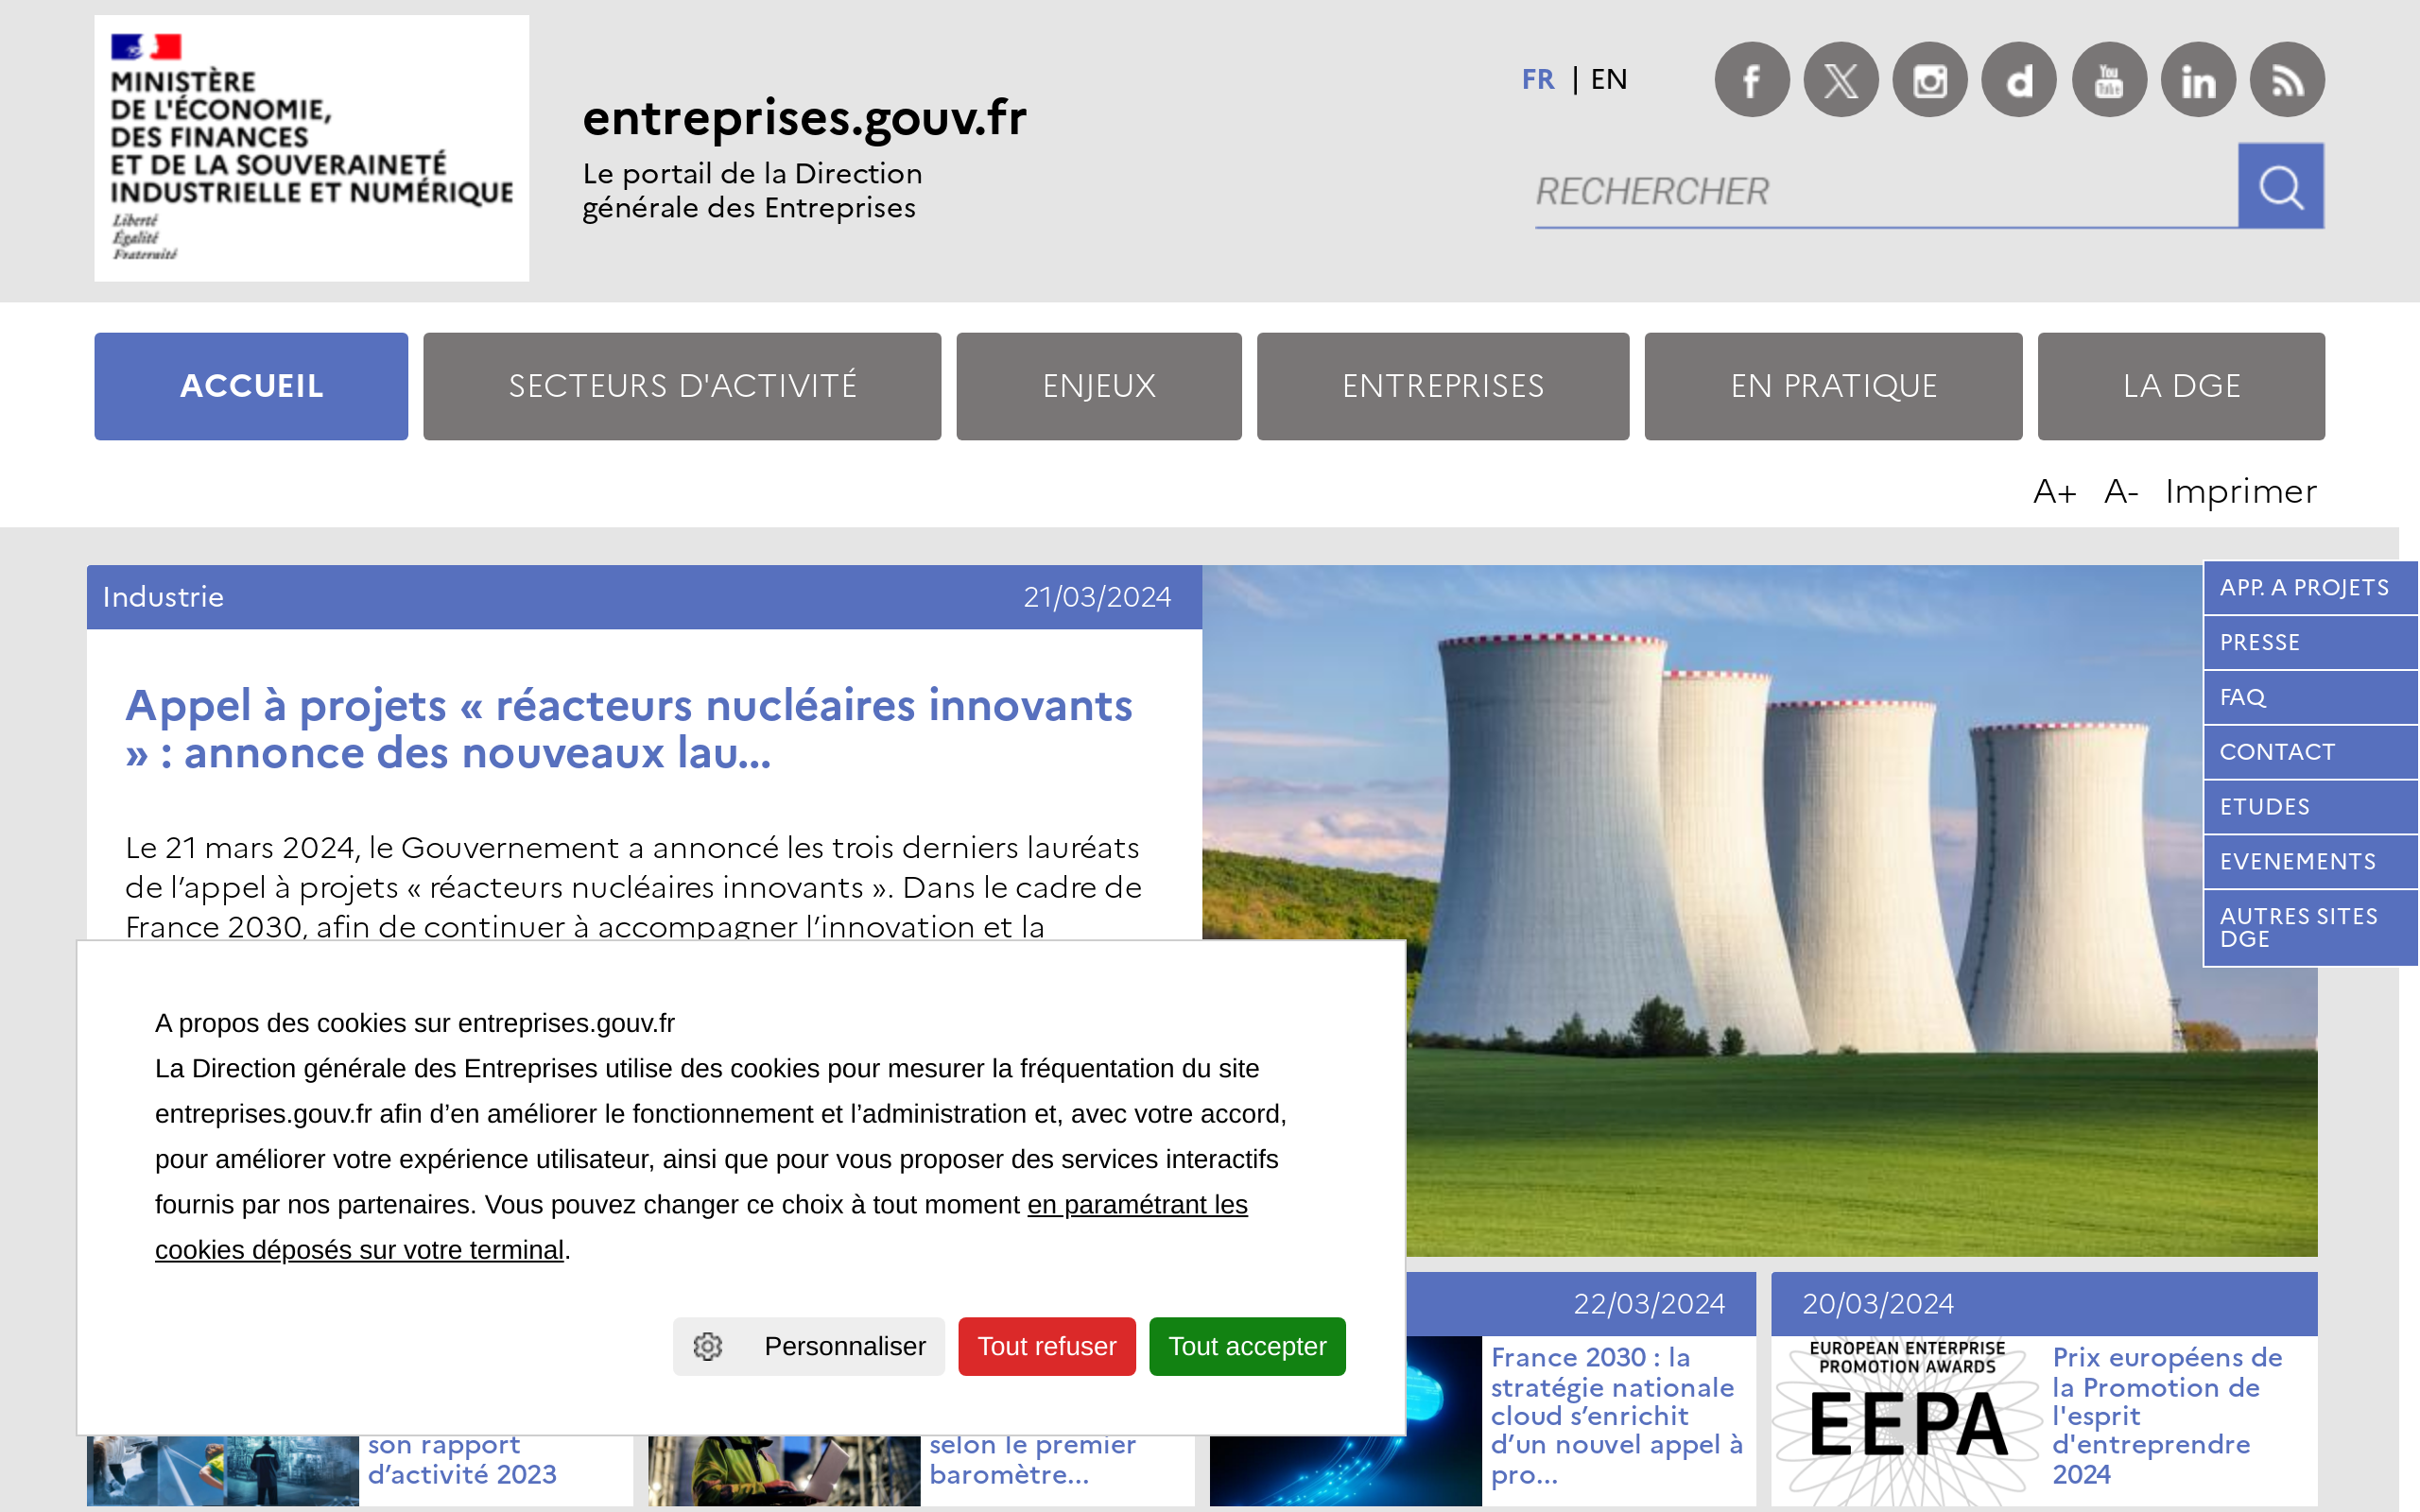 MINISTÈRE
DE L'ÉCONOMIE,
DES FINANCES
ET DE LA SOUVERAINETÉ
INDUSTRIELLE ET NUMÉRIQUE
Liberté
Égalité
Fraternité
entreprises.gouv.fr
Le portail de la Direction
générale des Entreprises
FR | EN
You
Tube
RECHERCHER
ACCUEIL
SECTEURS D'ACTIVITÉ
ENJEUX
ENTREPRISES
EN PRATIQUE
LA DGE
A+ A- Imprimer
Industrie
21/03/2024
Appel à projets « réacteurs nucléaires innovants
» : annonce des nouveaux lau...
Le 21 mars 2024, le Gouvernement a annoncé les trois derniers lauréats
de l’appel à projets « réacteurs nucléaires innovants ». Dans le cadre de
France 2030, afin de continuer à accompagner l’innovation et la
APP. A PROJETS
PRESSE
FAQ
CONTACT
ETUDES
EVENEMENTS
AUTRES SITES
DGE
A propos des cookies sur entreprises.gouv.fr
La Direction générale des Entreprises utilise des cookies pour mesurer la fréquentation du site
entreprises.gouv.fr afin d’en améliorer le fonctionnement et l’administration et, avec votre accord,
pour améliorer votre expérience utilisateur, ainsi que pour vous proposer des services interactifs
fournis par nos partenaires. Vous pouvez changer ce choix à tout moment en paramétrant les
cookies déposés sur votre terminal.
Personnaliser
Tout refuser
Tout accepter
son rapport
d’activité 2023
selon le premier
baromètre...
22/03/2024
France 2030 : la
stratégie nationale
cloud s’enrichit
d’un nouvel appel à
pro...
20/03/2024
EUROPEAN ENTERPRISE
PROMOTION AWARDS
EEPA
Prix européens de
la Promotion de
l'esprit
d'entreprendre
2024